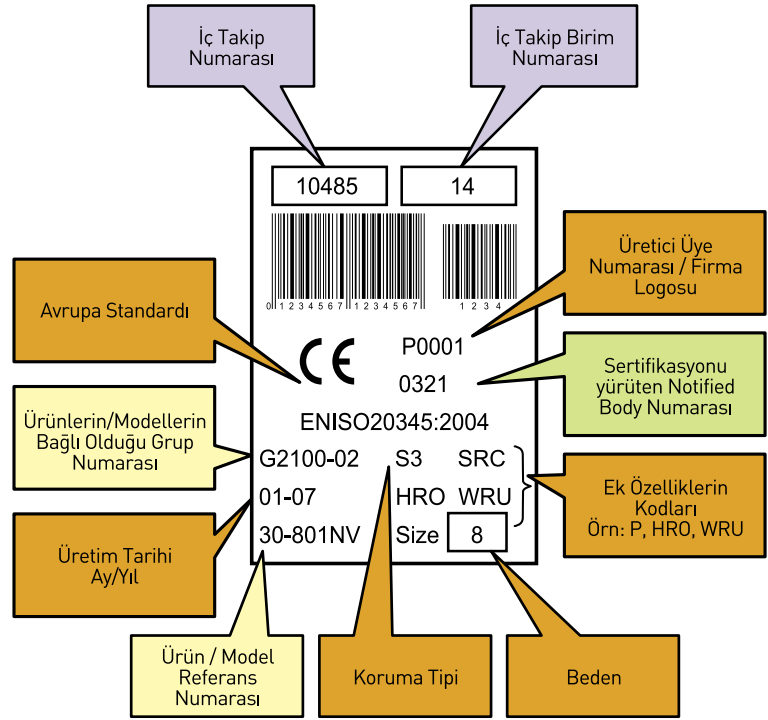 İç Takip
Numarası
İç Takip Birim
Numarası
10485
14
0 1 2 3 4 5 6 7 1 2 3 4 5 6 7
1 2 3 4
Üretici Üye
Numarası / Firma
Logosu
Avrupa Standardı
CE
P0001
0321
Sertifikasyonu
yürüten Notified
Body Numarası
ENISO20345:2004
Ürünlerin/Modellerin
Bağlı Olduğu Grup
Numarası
G2100-02 S3 SRC
01-07 HRO WRU
30-801NV Size 8
Ek Özelliklerin
Kodları
Örn: P, HRO, WRU
Üretim Tarihi
Ay/Yıl
Ürün / Model
Referans
Numarası
Koruma Tipi
Beden